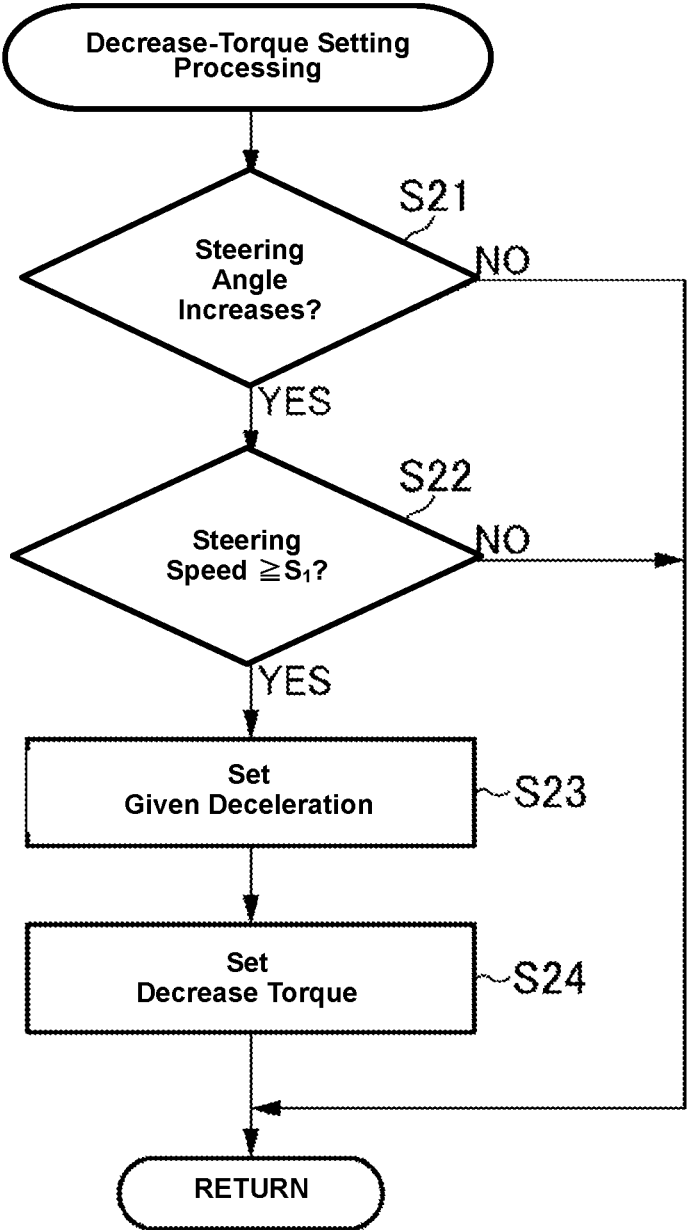 Decrease-Torque Setting
Processing
S21
Steering
Angle
Increases?
NO
YES
S22
Steering
Speed ≧S₁?
NO
YES
Set
Given Deceleration
S23
Set
Decrease Torque
S24
RETURN